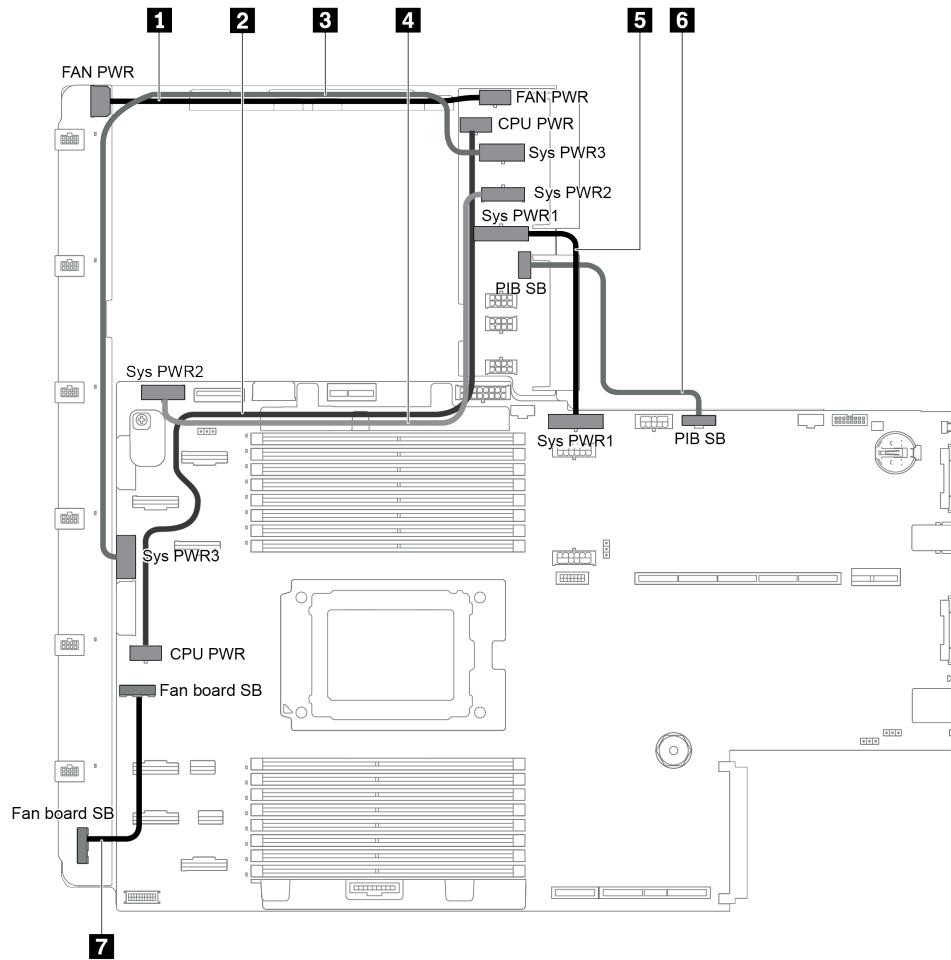 1
2
3
4
5
6
FAN PWR
FAN PWR
CPU PWR
Sys PWR3
Sys PWR2
Sys PWR1
PIB SB
Sys PWR2
Sys PWR1
PIB SB
Sys PWR3
CPU PWR
Fan board SB
Fan board SB
7